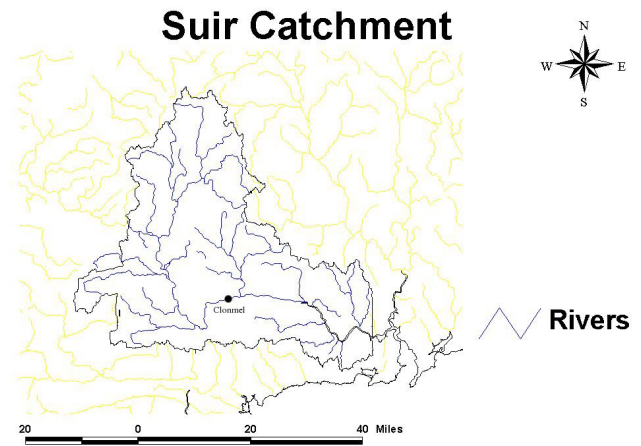 Suir Catchment
N
W E
S
Clonmel
Rivers
20 0 20 40 Miles